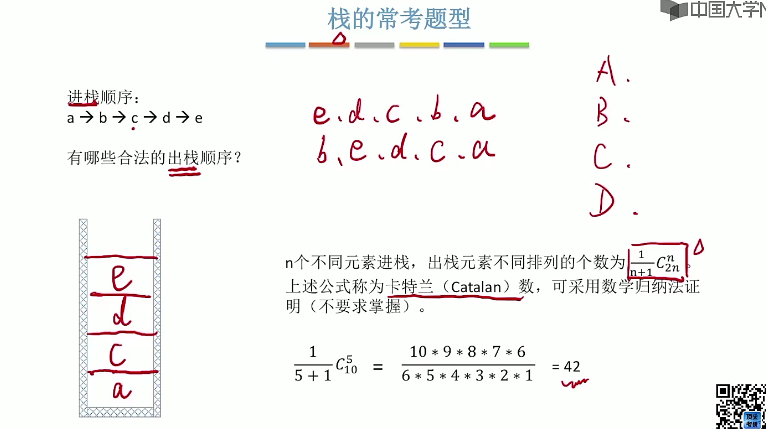 中国大学M
栈的常考题型
进栈顺序：
a → b → c → d → e
有哪些合法的出栈顺序？
e、d、c、b、a
b、e、d、c、a
A.
B.
C.
D.
e
d
c
a
n个不同元素进栈，出栈元素不同排列的个数为 \frac{1}{n+1}C_{2n}^{n}。
上述公式称为卡特兰（Catalan）数，可采用数学归纳法证
明（不要求掌握）。
\frac{1}{5+1}C_{10}^{5} = \frac{10*9*8*7*6}{6*5*4*3*2*1} = 42